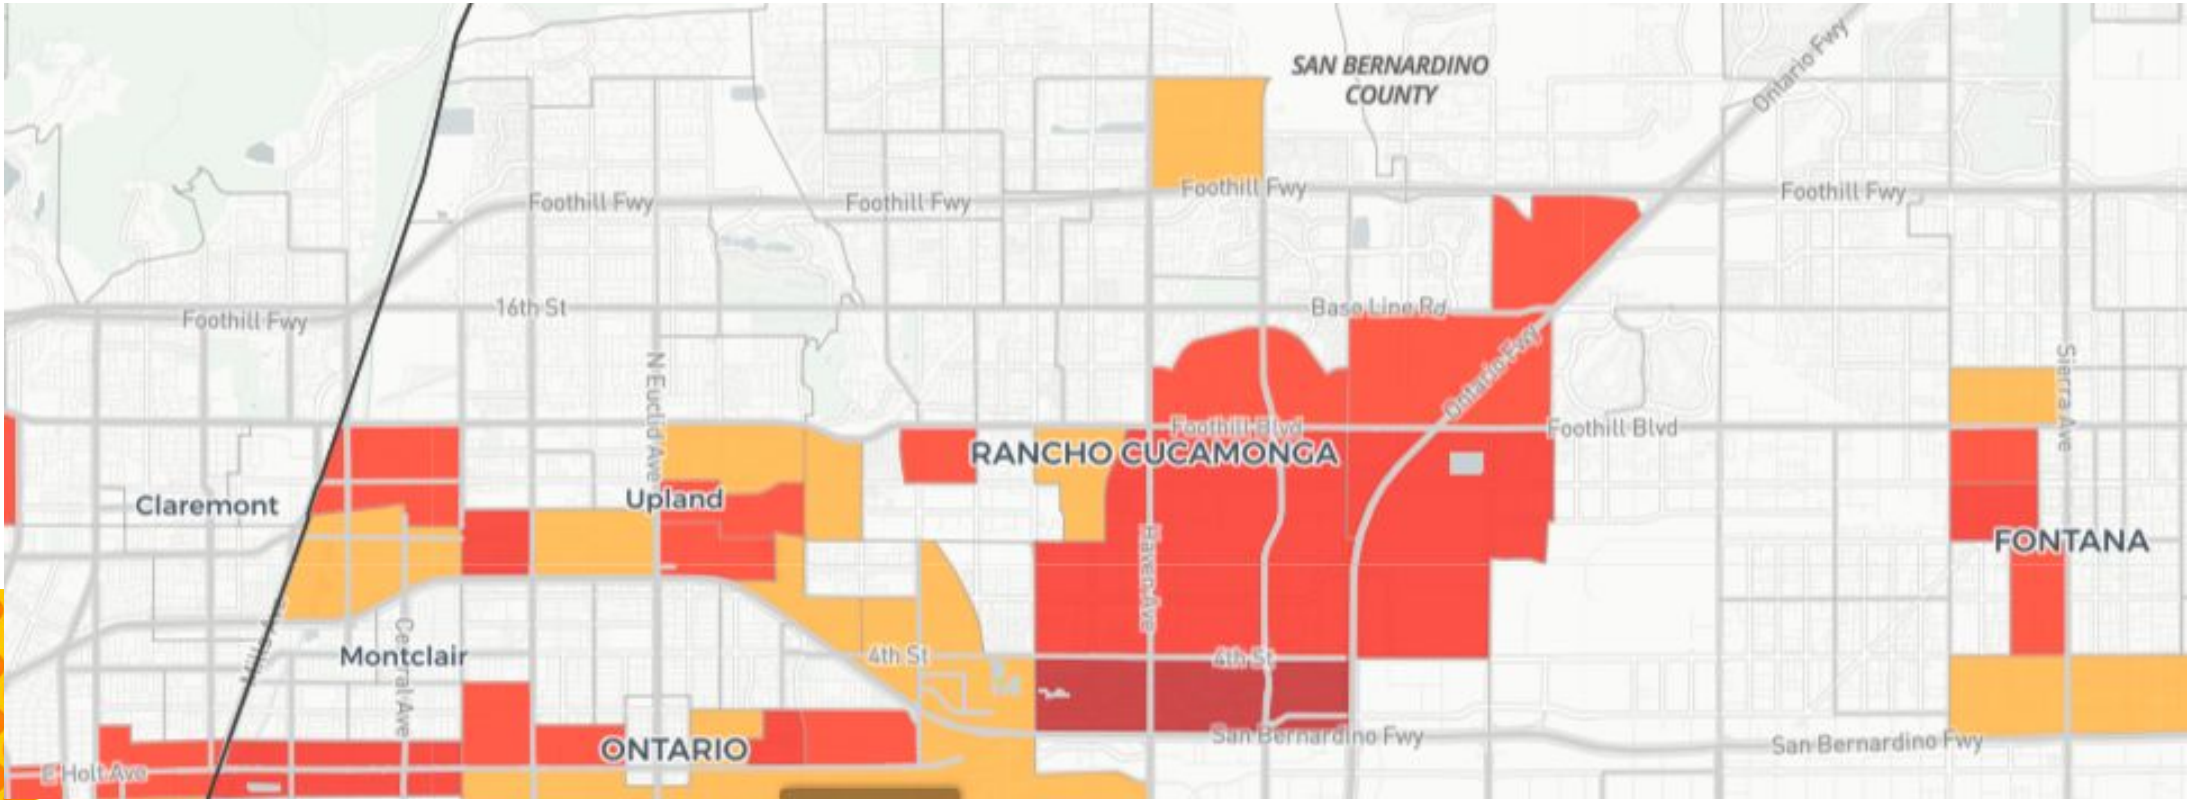 Ontario Fwy
SAN BERNARDINO
COUNTY
Foothill Fwy
Foothill Fwy
Foothill Fwy
Foothill Fwy
Foothill Fwy
16th St
Base Line Rd
Ontario Fwy
N Euclid Ave
Sierra Ave
Foothill Blvd
Foothill Blvd
RANCHO CUCAMONGA
Claremont
Upland
FONTANA
Haven Ave
Central Ave
Montclair
4th St
4th St
San Bernardino Fwy
San Bernardino Fwy
ONTARIO
E Holt Ave